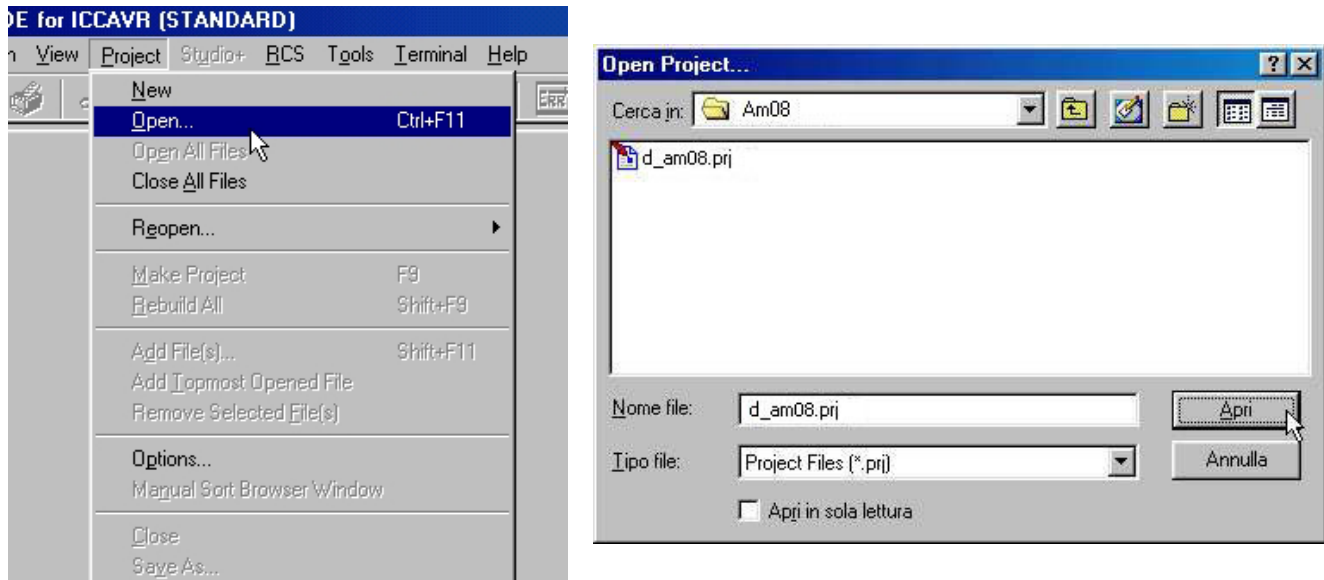 DE for ICCAVR (STANDARD)
View Project Studio+ RCS Tools Terminal Help
New
Open... Ctrl+F11
Open All Files
Close All Files
Reopen...
Make Project F9
Rebuild All Shift+F9
Add File(s)... Shift+F11
Add Topmost Opened File
Remove Selected File(s)
Options...
Manual Sort Browser Window
Close
Save As...
ERR
Open Project...
Cerca in: Am08
d_am08.prj
Nome file: d_am08.prj Apri
Tipo file: Project Files (*.prj) Annulla
Apri in sola lettura